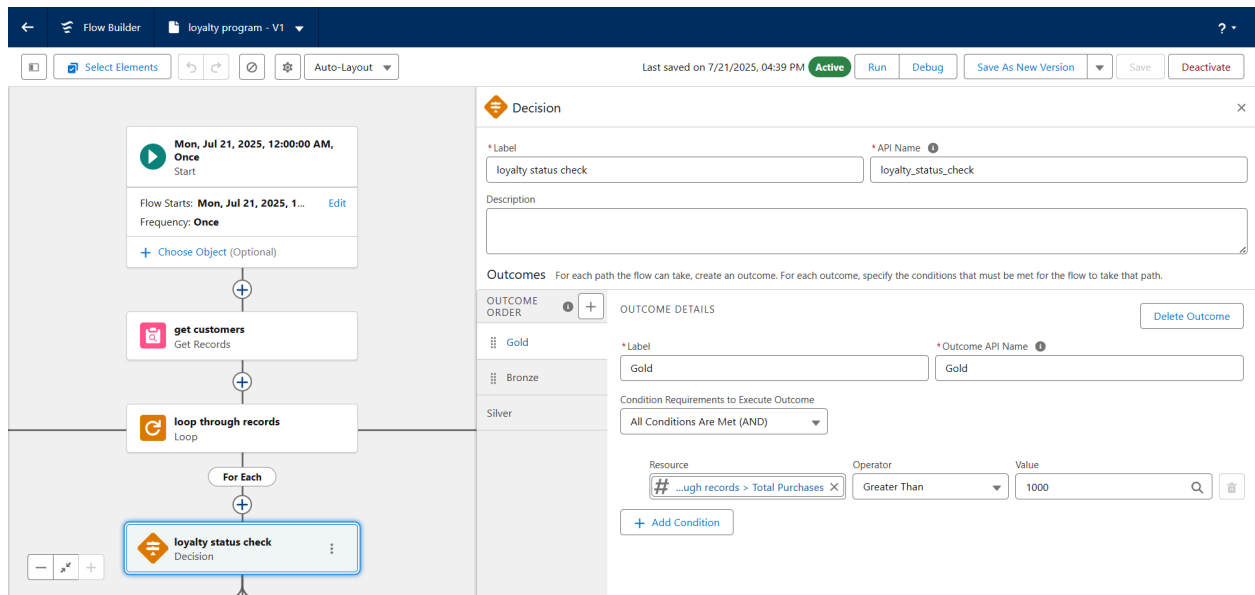 Flow Builder
loyalty program - V1
?
Select Elements
Auto-Layout
Last saved on 7/21/2025, 04:39 PM
Active
Run
Debug
Save As New Version
Save
Deactivate
Mon, Jul 21, 2025, 12:00:00 AM,
Once
Start
Flow Starts: Mon, Jul 21, 2025, 1...
Edit
Frequency: Once
+ Choose Object (Optional)
get customers
Get Records
loop through records
Loop
For Each
loyalty status check
Decision
Decision
*Label
*API Name
loyalty status check
loyalty_status_check
Description
Outcomes For each path the flow can take, create an outcome. For each outcome, specify the conditions that must be met for the flow to take that path.
OUTCOME
ORDER
Gold
Bronze
Silver
OUTCOME DETAILS
Delete Outcome
*Label
*Outcome API Name
Gold
Gold
Condition Requirements to Execute Outcome
All Conditions Are Met (AND)
Resource
Operator
Value
# ...ugh records > Total Purchases
Greater Than
1000
+ Add Condition